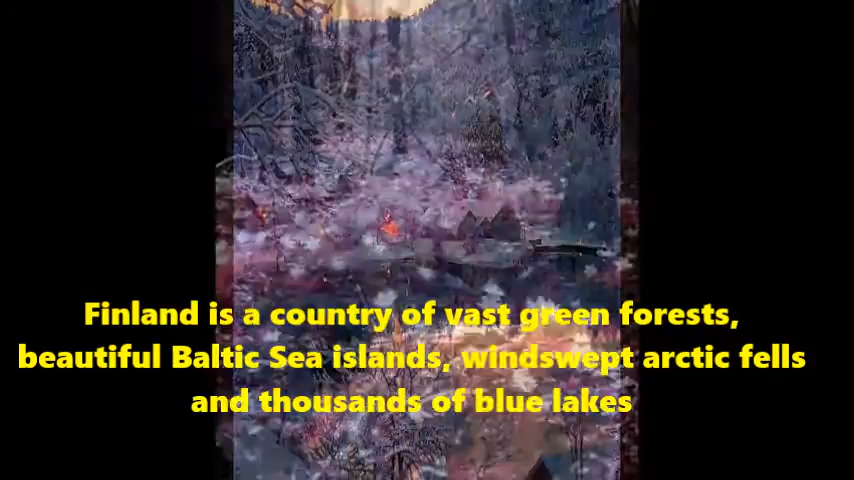 Finland is a country of vast green forests,
beautiful Baltic Sea islands, windswept arctic fells
and thousands of blue lakes